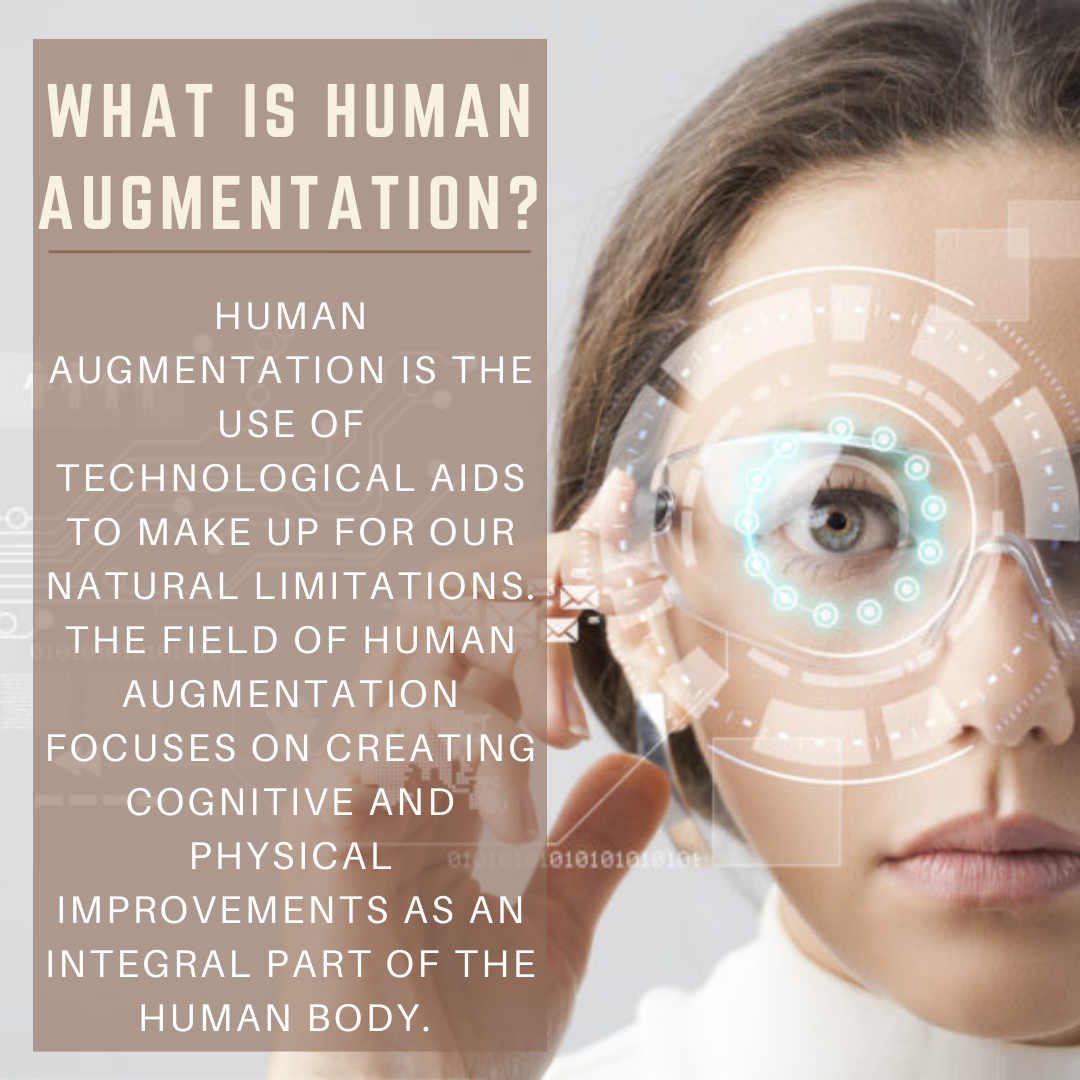 WHAT IS HUMAN
AUGMENTATION?
HUMAN
AUGMENTATION IS THE
USE OF
TECHNOLOGICAL AIDS
TO MAKE UP FOR OUR
NATURAL LIMITATIONS.
THE FIELD OF HUMAN
AUGMENTATION
FOCUSES ON CREATING
COGNITIVE AND
PHYSICAL
IMPROVEMENTS AS AN
INTEGRAL PART OF THE
HUMAN BODY.